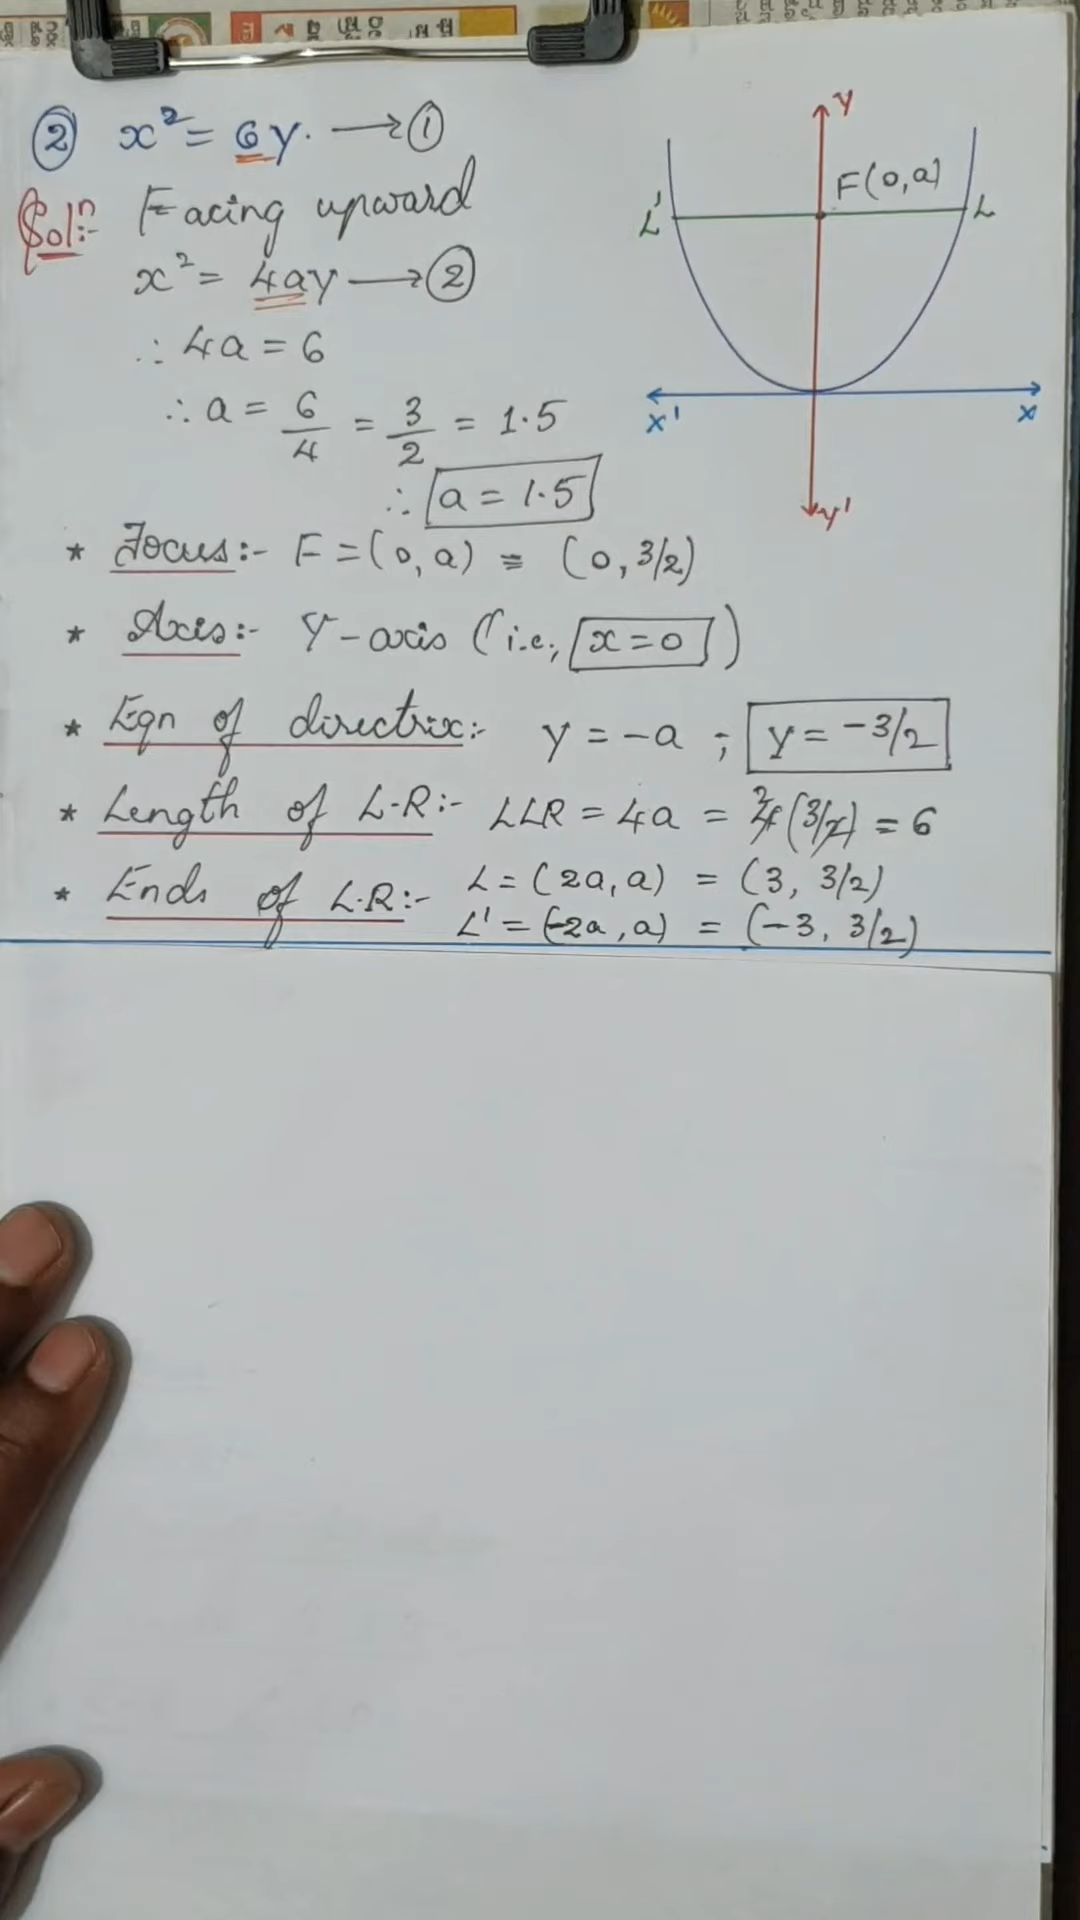 ② x² = 6y. → ①
Solⁿ:- Facing upward
x² = 4ay → ②
∴ 4a = 6
∴ a = 6/4 = 3/2 = 1.5
∴ a = 1.5
* Focus:- F = (0, a) = (0, 3/2)
* Axis:- Y-axis (i.e., x = 0)
* Eqn of directrix:- y = -a ; y = -3/2
* Length of L.R:- LLR = 4a = 4(3/2) = 6
* Ends of L.R:- L = (2a, a) = (3, 3/2)
L' = (-2a, a) = (-3, 3/2)
Y
F(0, a)
L'
L
X'
X
Y'